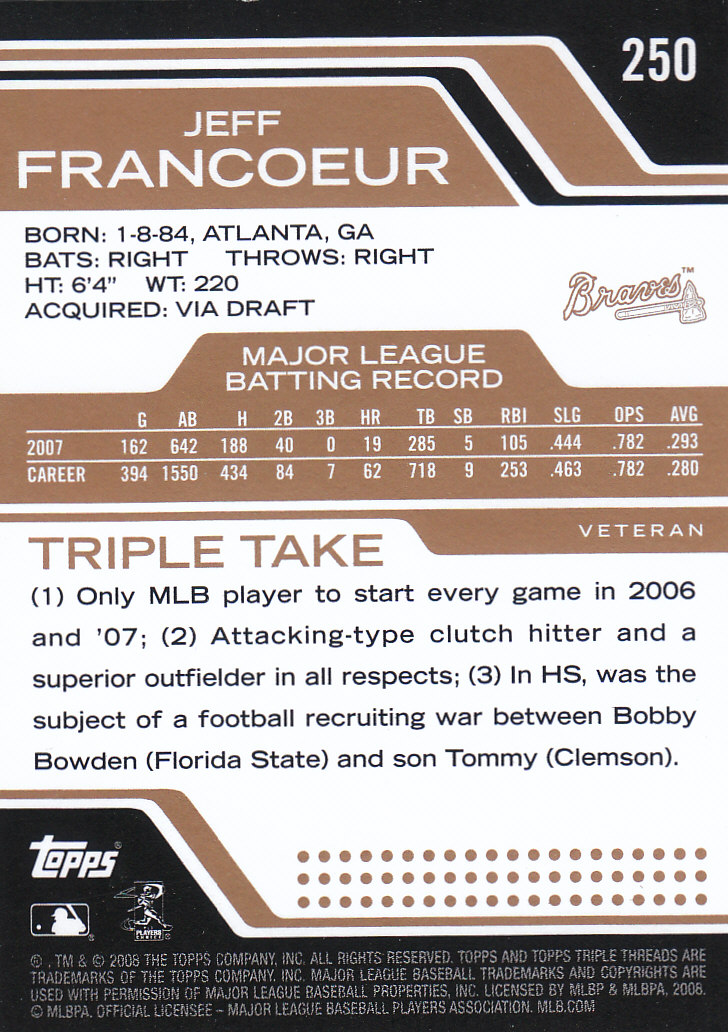 250
JEFF
FRANCOEUR
BORN: 1-8-84, ATLANTA, GA
BATS: RIGHT THROWS: RIGHT
HT: 6'4" WT: 220
ACQUIRED: VIA DRAFT
Braves™
MAJOR LEAGUE
BATTING RECORD
G AB H 2B 3B HR TB SB RBI SLG OPS AVG
2007 162 642 188 40 0 19 285 5 105 .444 .782 .293
CAREER 394 1550 434 84 7 62 718 9 253 .463 .782 .280
VETERAN
TRIPLE TAKE
(1) Only MLB player to start every game in 2006
and '07; (2) Attacking-type clutch hitter and a
superior outfielder in all respects; (3) In HS, was the
subject of a football recruiting war between Bobby
Bowden (Florida State) and son Tommy (Clemson).
Topps®
PLAYERS
CHOICE
®, TM & © 2008 THE TOPPS COMPANY, INC. ALL RIGHTS RESERVED. TOPPS AND TOPPS TRIPLE THREADS ARE
TRADEMARKS OF THE TOPPS COMPANY, INC. MAJOR LEAGUE BASEBALL TRADEMARKS AND COPYRIGHTS ARE
USED WITH PERMISSION OF MAJOR LEAGUE BASEBALL PROPERTIES, INC. LICENSED BY MLBP & MLBPA, 2008.
© MLBPA. OFFICIAL LICENSEE – MAJOR LEAGUE BASEBALL PLAYERS ASSOCIATION. MLB.COM